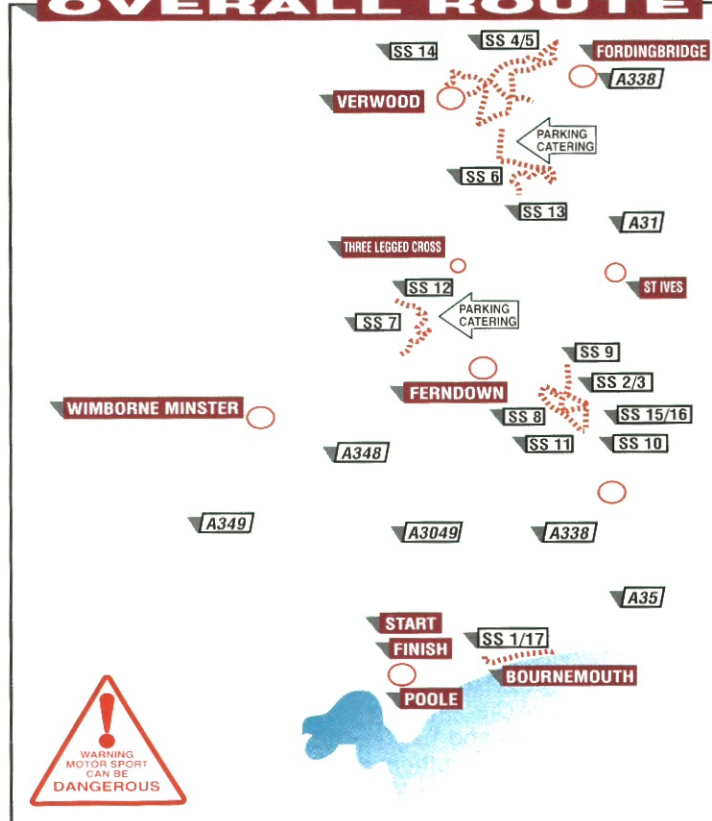 OVERALL ROUTE
SS 14
SS 4/5
FORDINGBRIDGE
A338
VERWOOD
PARKING
CATERING
SS 6
SS 13
A31
THREE LEGGED CROSS
ST IVES
SS 12
PARKING
CATERING
SS 7
SS 9
SS 2/3
FERNDOWN
WIMBORNE MINSTER
SS 8
SS 15/16
SS 11
SS 10
A348
A349
A3049
A338
A35
START
SS 1/17
FINISH
BOURNEMOUTH
POOLE
!
WARNING
MOTOR SPORT
CAN BE
DANGEROUS